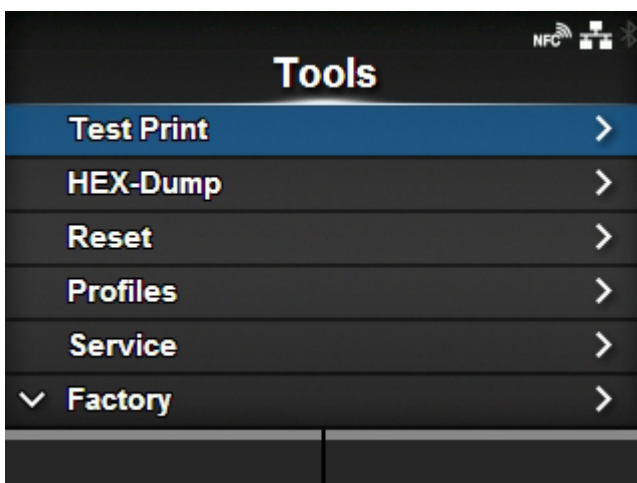 NFC
Tools
Test Print
HEX-Dump
Reset
Profiles
Service
Factory